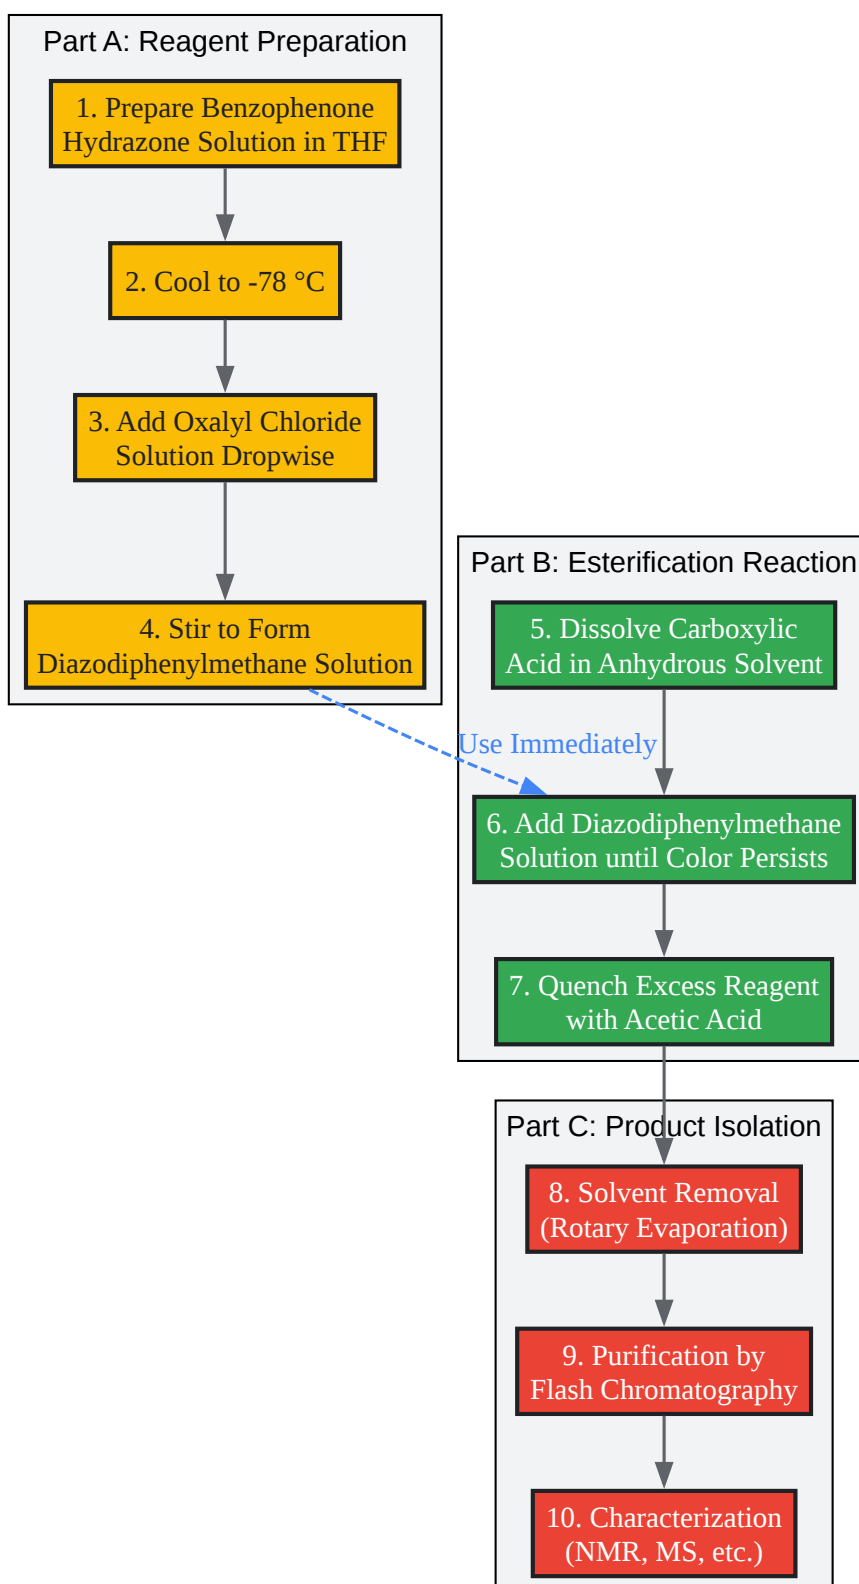 Part A: Reagent Preparation
1. Prepare Benzophenone
Hydrazone Solution in THF
2. Cool to -78 °C
3. Add Oxalyl Chloride
Solution Dropwise
4. Stir to Form
Diazodiphenylmethane Solution
Use Immediately
Part B: Esterification Reaction
5. Dissolve Carboxylic
Acid in Anhydrous Solvent
6. Add Diazodiphenylmethane
Solution until Color Persists
7. Quench Excess Reagent
with Acetic Acid
Part C: Product Isolation
8. Solvent Removal
(Rotary Evaporation)
9. Purification by
Flash Chromatography
10. Characterization
(NMR, MS, etc.)